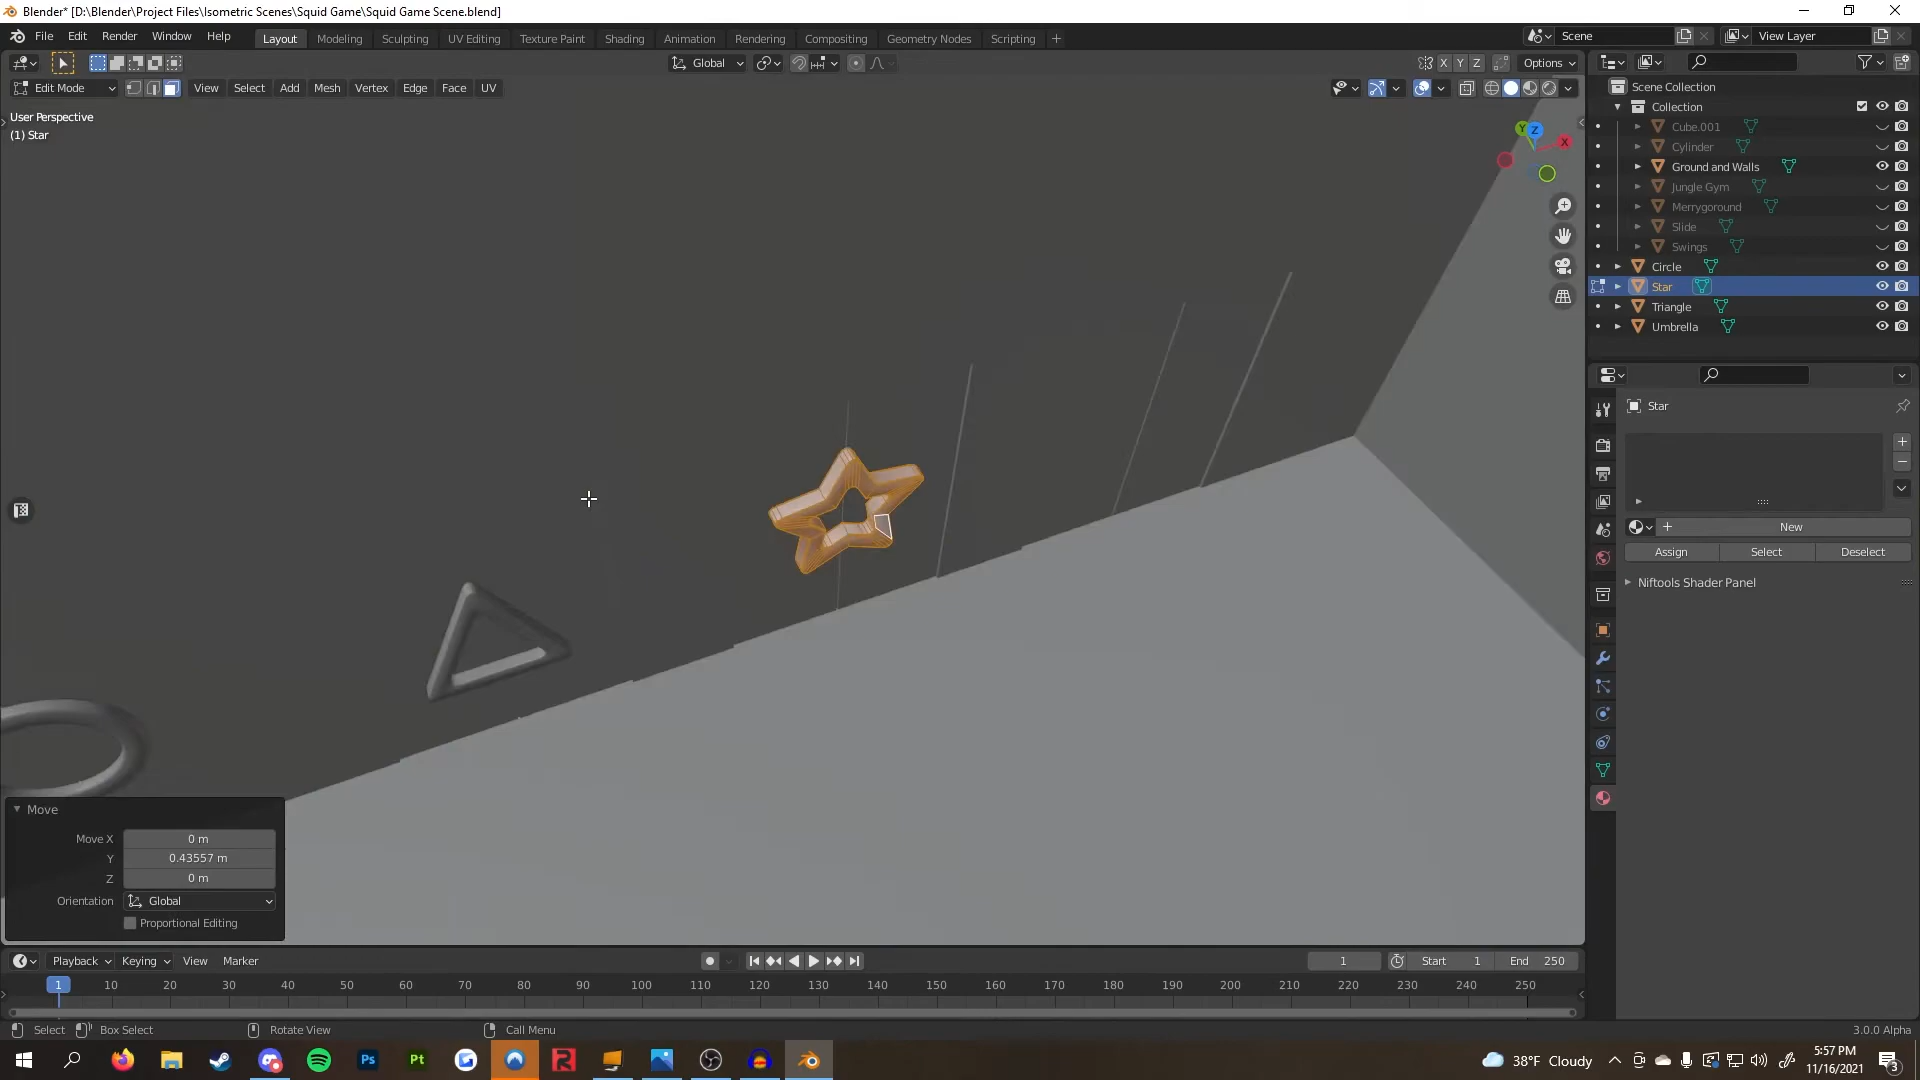 Blender* [D:\Blender\Project Files\Isometric Scenes\Squid Game\Squid Game Scene.blend]
File Edit Render Window Help Layout Modeling Sculpting UV Editing Texture Paint Shading Animation Rendering Compositing Geometry Nodes Scripting + Scene View Layer
Global X Y Z Options
Edit Mode View Select Add Mesh Vertex Edge Face UV
User Perspective
(1) Star
Y Z X
Scene Collection
Collection
Cube.001
Cylinder
Ground and Walls
Jungle Gym
Merrygoround
Slide
Swings
Circle
Star
Triangle
Umbrella
Star
New
Assign Select Deselect
Niftools Shader Panel
Move
Move X 0 m
Y 0.43557 m
Z 0 m
Orientation Global
Proportional Editing
Playback Keying View Marker 1 Start 1 End 250
1 10 20 30 40 50 60 70 80 90 100 110 120 130 140 150 160 170 180 190 200 210 220 230 240 250
Select Box Select Rotate View Call Menu 3.0.0 Alpha
Ps Pt R 38°F Cloudy 5:57 PM
11/16/2021 3